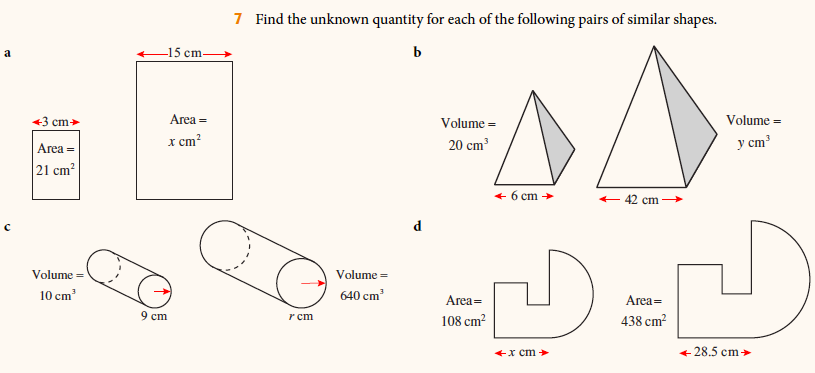 7 Find the unknown quantity for each of the following pairs of similar shapes.
a
15 cm
3 cm
Area =
21 cm²
Area =
x cm²
b
Volume =
20 cm³
6 cm
Volume =
y cm³
42 cm
c
Volume =
10 cm³
9 cm
Volume =
640 cm³
r cm
d
Area=
108 cm²
x cm
Area=
438 cm²
28.5 cm